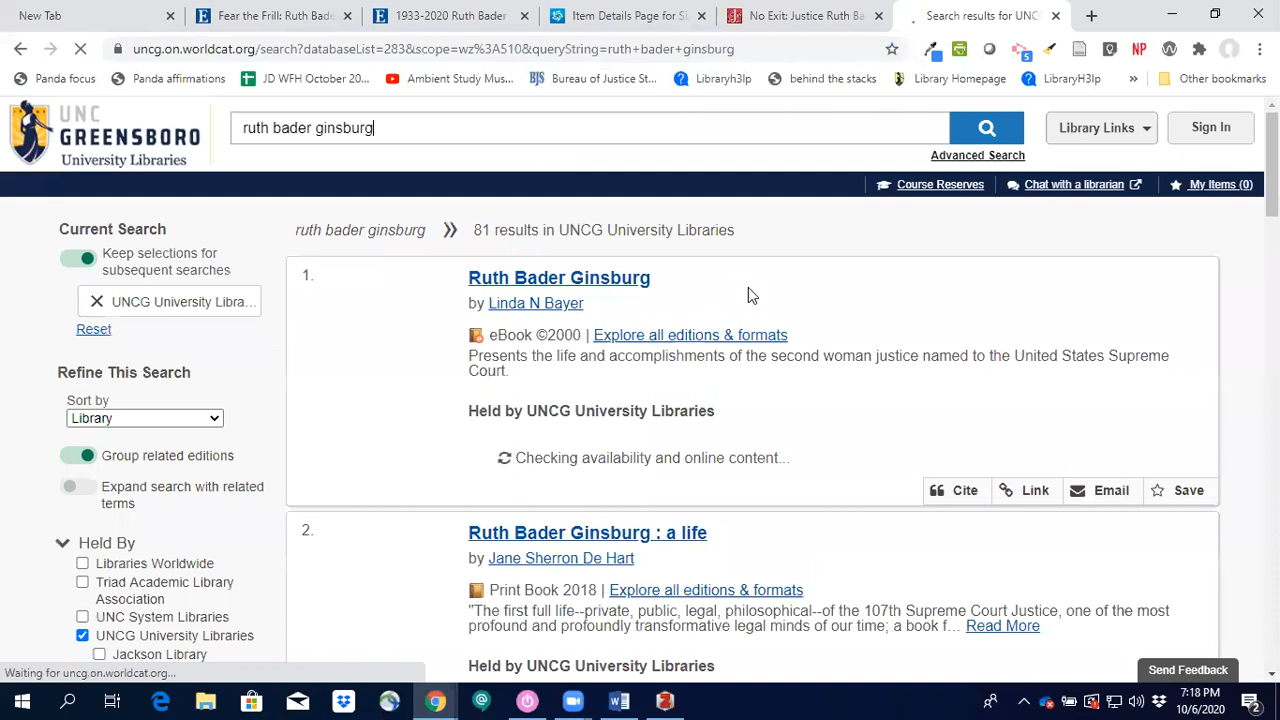 New Tab
Fear the Frill: Ruth Bade
1933-2020 Ruth Bader
Item Details Page for Si
No Exit: Justice Ruth Ba
Search results for UNC
uncg.on.worldcat.org/search?databaseList=283&scope=wz%3A510&queryString=ruth+bader+ginsburg
Panda focus
Panda affirmations
JD WFH October 20...
Ambient Study Mus...
Bureau of Justice St...
Libraryh3lp
behind the stacks
Library Homepage
LibraryH3lp
Other bookmarks
UNC
GREENSBORO
University Libraries
ruth bader ginsburg
Library Links
Sign In
Advanced Search
Course Reserves
Chat with a librarian
My Items (0)
Current Search
Keep selections for
subsequent searches
UNCG University Libra...
Reset
Refine This Search
Sort by
Library
Group related editions
Expand search with related
terms
Held By
Libraries Worldwide
Triad Academic Library
Association
UNC System Libraries
UNCG University Libraries
Jackson Library
ruth bader ginsburg » 81 results in UNCG University Libraries
1.
Ruth Bader Ginsburg
by Linda N Bayer
eBook ©2000 | Explore all editions & formats
Presents the life and accomplishments of the second woman justice named to the United States Supreme
Court.
Held by UNCG University Libraries
Checking availability and online content...
Cite
Link
Email
Save
2.
Ruth Bader Ginsburg : a life
by Jane Sherron De Hart
Print Book 2018 | Explore all editions & formats
"The first full life--private, public, legal, philosophical--of the 107th Supreme Court Justice, one of the most
profound and profoundly transformative legal minds of our time; a book f... Read More
Held by UNCG University Libraries
Send Feedback
Waiting for uncg.on.worldcat.org...
7:18 PM
10/6/2020